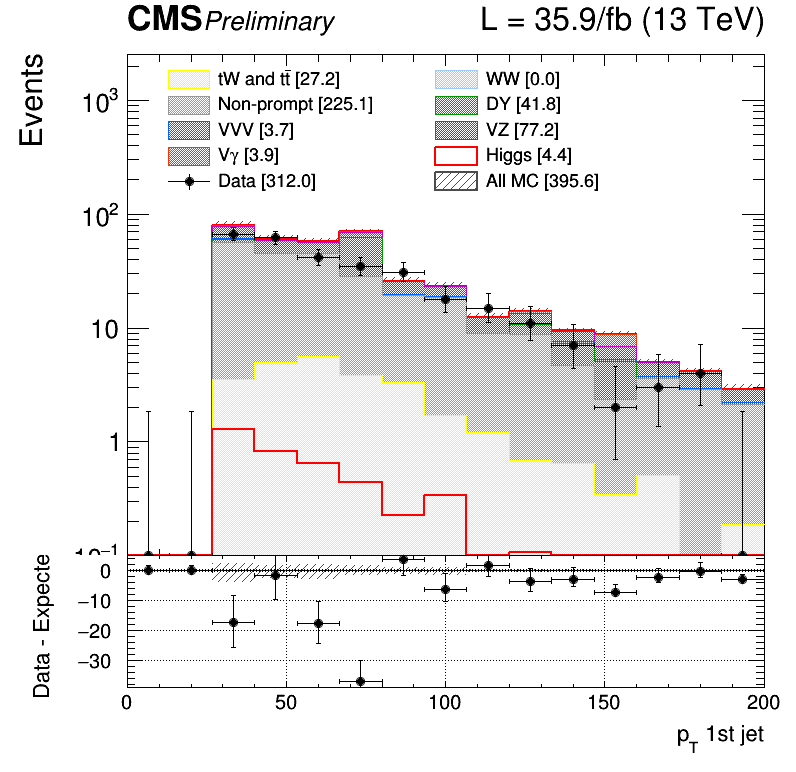 CMS Preliminary L = 35.9/fb (13 TeV)
Events
tW and tt̄ [27.2] WW [0.0]
Non-prompt [225.1] DY [41.8]
VVV [3.7] VZ [77.2]
Vγ [3.9] Higgs [4.4]
Data [312.0] All MC [395.6]
10³
10²
10
1
10⁻¹
Data - Expecte
0
−10
−20
−30
0 50 100 150 200
p_T 1st jet